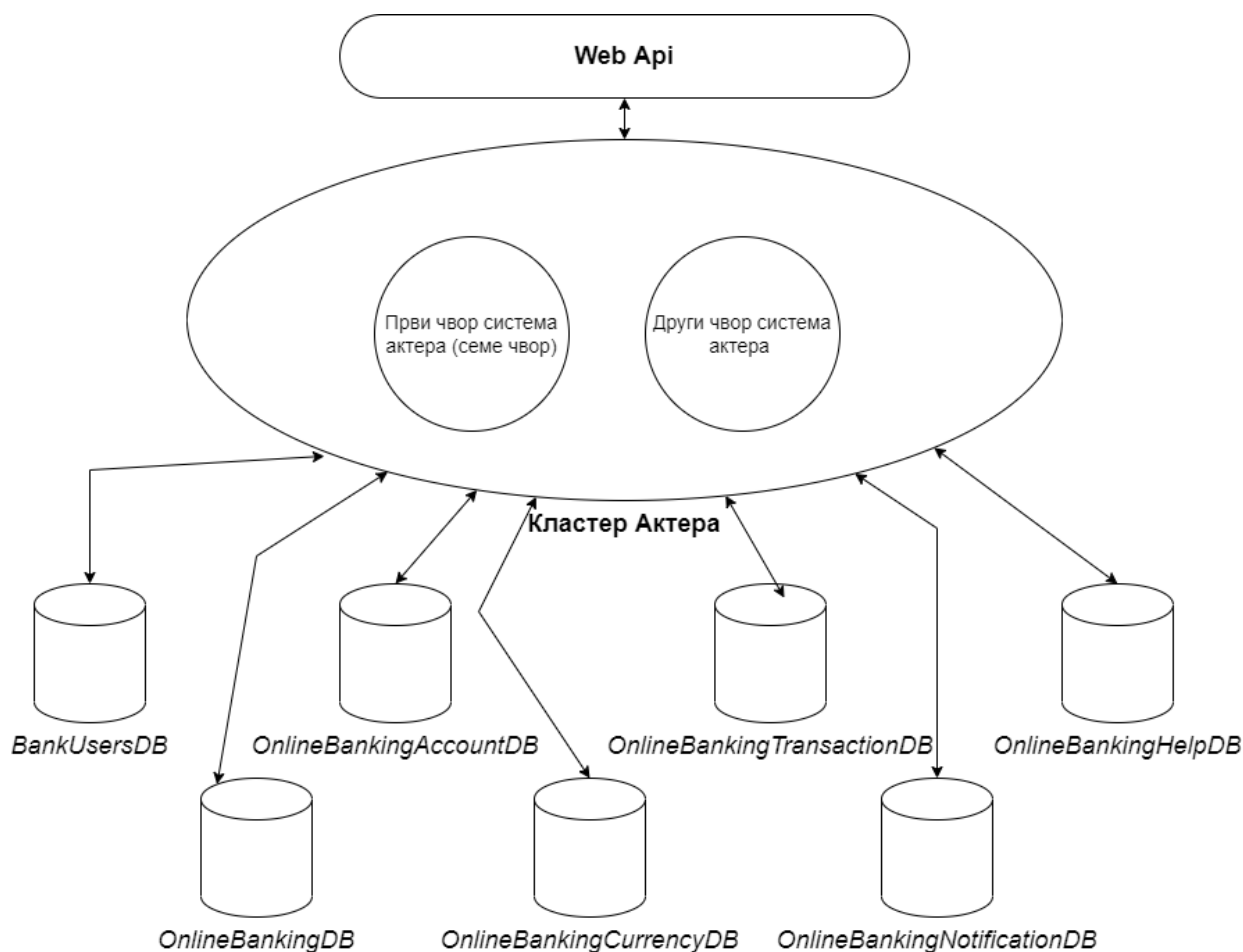 Web Api
Први чвор система
актера (семе чвор)
Други чвор система
актера
Кластер Актера
BankUsersDB
OnlineBankingAccountDB
OnlineBankingTransactionDB
OnlineBankingHelpDB
OnlineBankingDB
OnlineBankingCurrencyDB
OnlineBankingNotificationDB